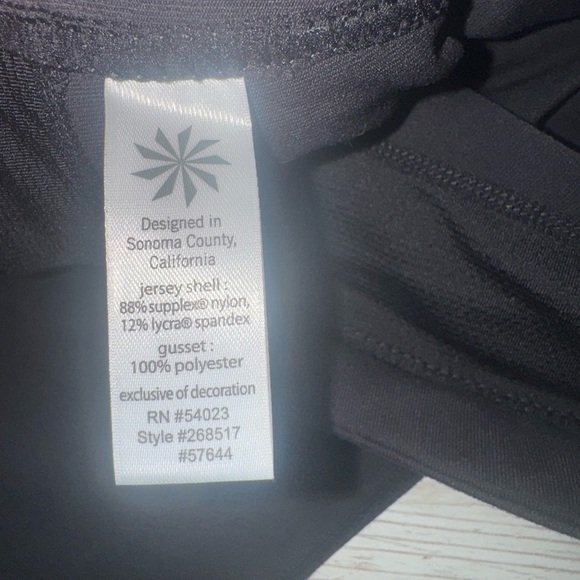 Designed in
Sonoma County,
California
jersey shell :
88% supplex® nylon,
12% lycra® spandex
gusset :
100% polyester
exclusive of decoration
RN #54023
Style #268517
#57644